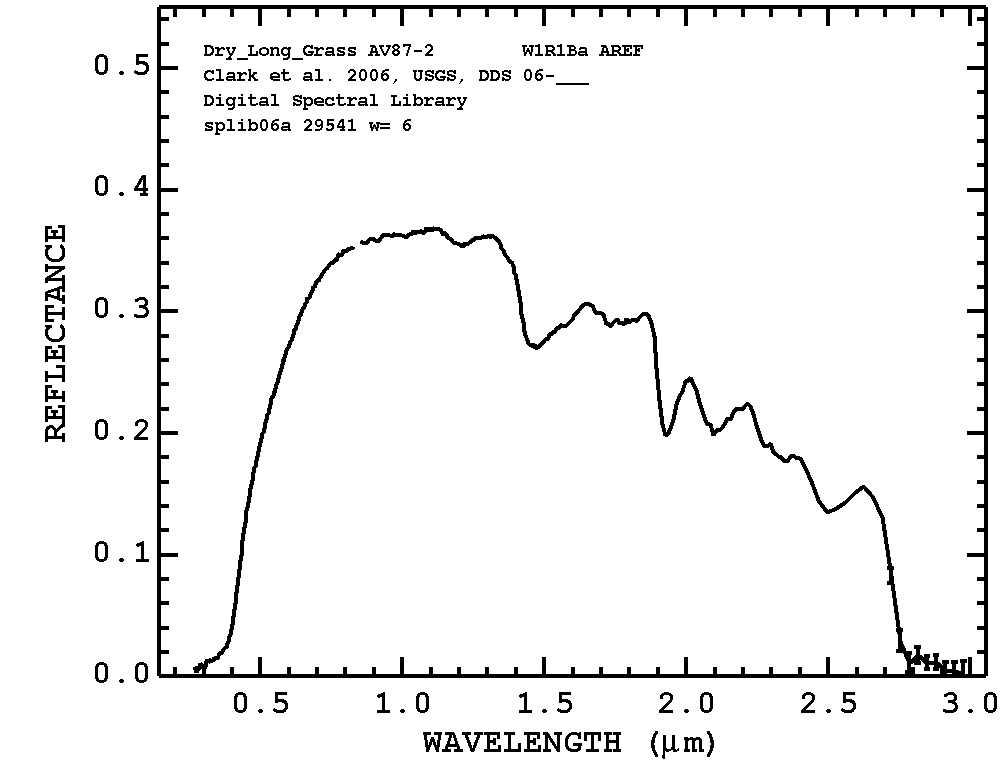 Dry_Long_Grass AV87-2 W1R1Ba AREF
Clark et al. 2006, USGS, DDS 06-___
Digital Spectral Library
splib06a 29541 w= 6
REFLECTANCE
0.5
0.4
0.3
0.2
0.1
0.0
0.5 1.0 1.5 2.0 2.5 3.0
WAVELENGTH (μm)